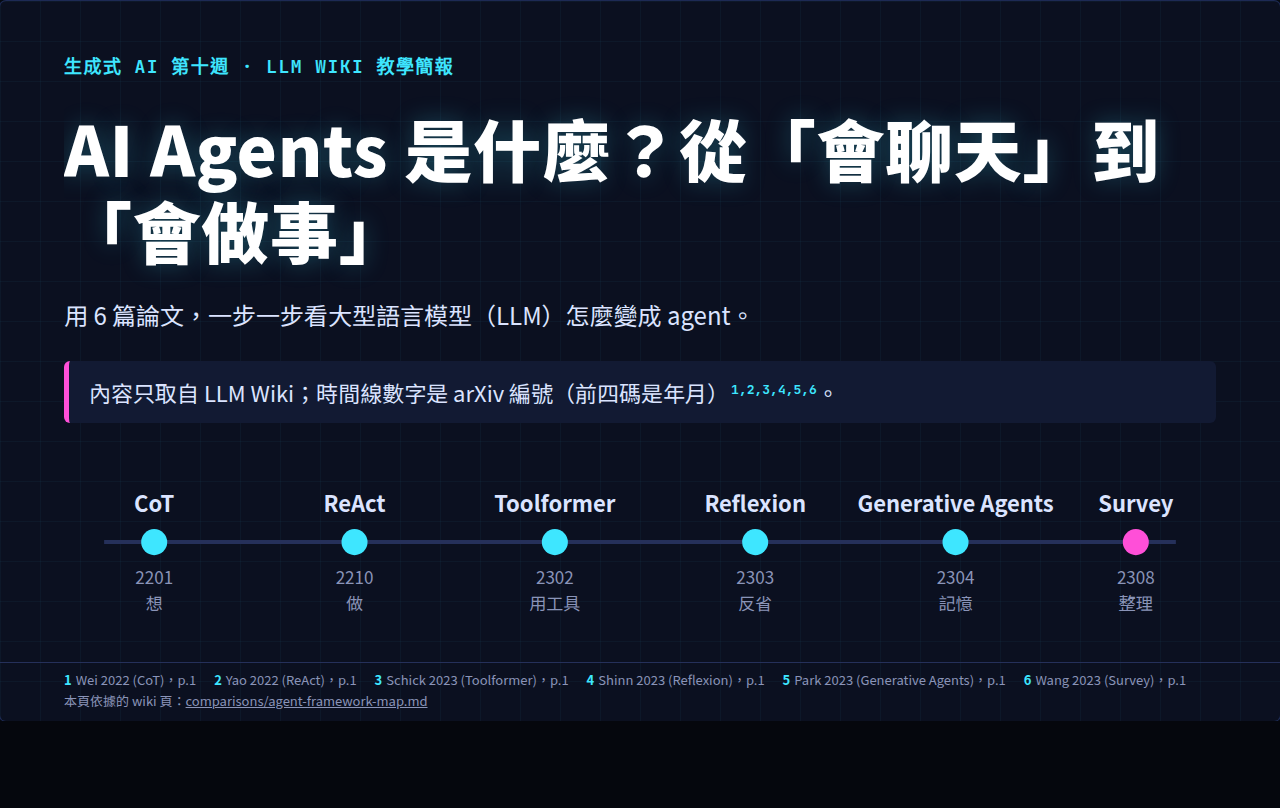 生成式 AI 第十週 · LLM WIKI 教學簡報
AI Agents 是什麼？從「會聊天」到
「會做事」
用 6 篇論文，一步一步看大型語言模型（LLM）怎麼變成 agent。
內容只取自 LLM Wiki；時間線數字是 arXiv 編號（前四碼是年月）1,2,3,4,5,6。
CoT ReAct Toolformer Reflexion Generative Agents Survey
2201 2210 2302 2303 2304 2308
想 做 用工具 反省 記憶 整理
1 Wei 2022 (CoT)，p.1 2 Yao 2022 (ReAct)，p.1 3 Schick 2023 (Toolformer)，p.1 4 Shinn 2023 (Reflexion)，p.1 5 Park 2023 (Generative Agents)，p.1 6 Wang 2023 (Survey)，p.1
本頁依據的 wiki 頁：comparisons/agent-framework-map.md